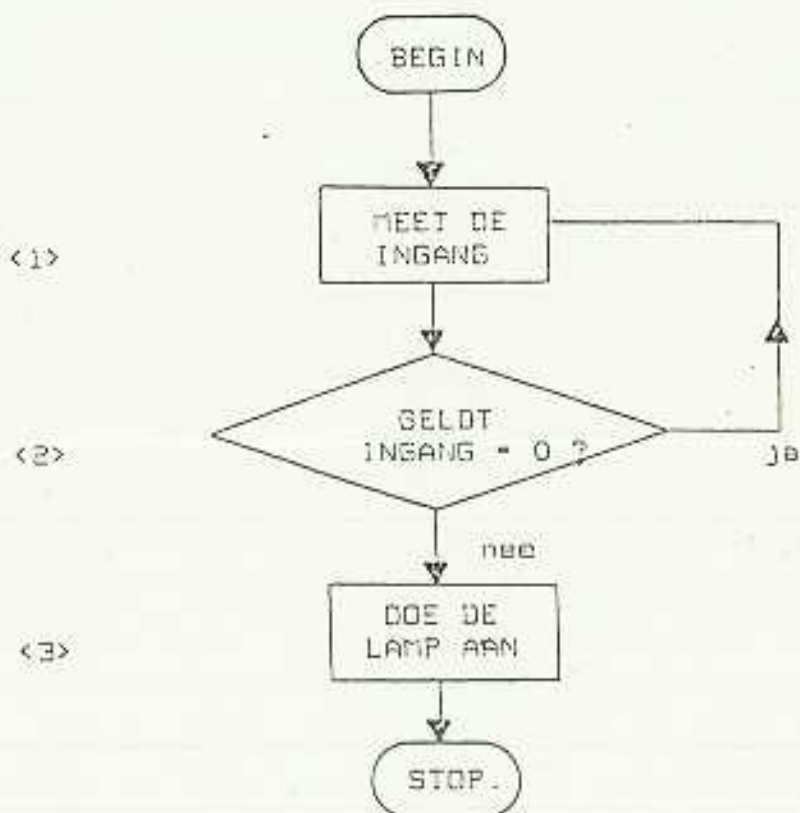 BEGIN
<1>
MEET DE
INGANG
<2>
GELDT
INGANG = 0 ?
ja
nee
<3>
DOE DE
LAMP AAN
STOP.